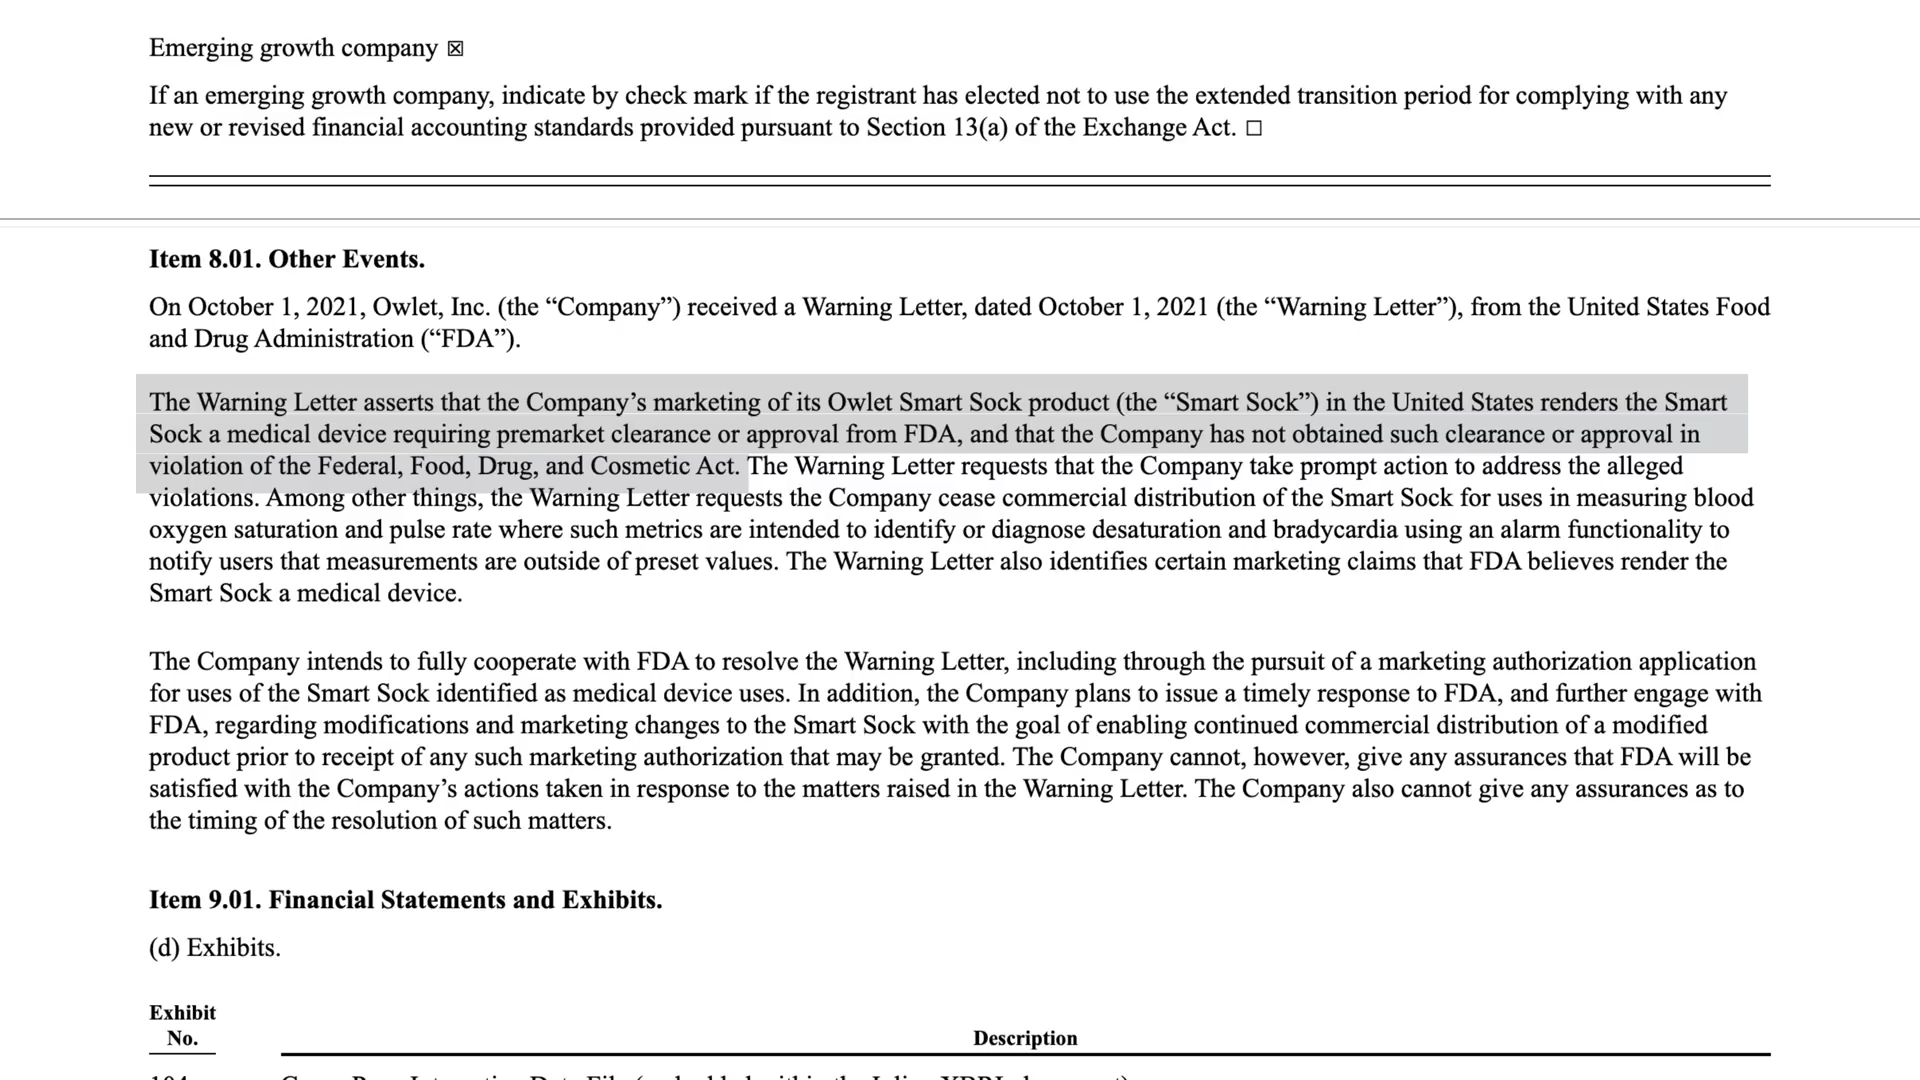 Emerging growth company ☒
If an emerging growth company, indicate by check mark if the registrant has elected not to use the extended transition period for complying with any
new or revised financial accounting standards provided pursuant to Section 13(a) of the Exchange Act. ☐
Item 8.01. Other Events.
On October 1, 2021, Owlet, Inc. (the “Company”) received a Warning Letter, dated October 1, 2021 (the “Warning Letter”), from the United States Food
and Drug Administration (“FDA”).
The Warning Letter asserts that the Company’s marketing of its Owlet Smart Sock product (the “Smart Sock”) in the United States renders the Smart
Sock a medical device requiring premarket clearance or approval from FDA, and that the Company has not obtained such clearance or approval in
violation of the Federal, Food, Drug, and Cosmetic Act. The Warning Letter requests that the Company take prompt action to address the alleged
violations. Among other things, the Warning Letter requests the Company cease commercial distribution of the Smart Sock for uses in measuring blood
oxygen saturation and pulse rate where such metrics are intended to identify or diagnose desaturation and bradycardia using an alarm functionality to
notify users that measurements are outside of preset values. The Warning Letter also identifies certain marketing claims that FDA believes render the
Smart Sock a medical device.
The Company intends to fully cooperate with FDA to resolve the Warning Letter, including through the pursuit of a marketing authorization application
for uses of the Smart Sock identified as medical device uses. In addition, the Company plans to issue a timely response to FDA, and further engage with
FDA, regarding modifications and marketing changes to the Smart Sock with the goal of enabling continued commercial distribution of a modified
product prior to receipt of any such marketing authorization that may be granted. The Company cannot, however, give any assurances that FDA will be
satisfied with the Company’s actions taken in response to the matters raised in the Warning Letter. The Company also cannot give any assurances as to
the timing of the resolution of such matters.
Item 9.01. Financial Statements and Exhibits.
(d) Exhibits.
Exhibit
No.
Description